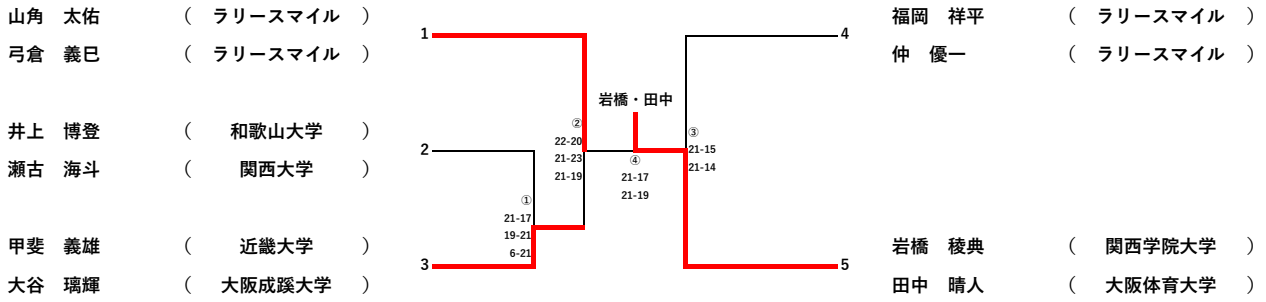 山角　太佑　（　ラリースマイル　）
弓倉　義巳　（　ラリースマイル　）
井上　博登　（　和歌山大学　）
瀬古　海斗　（　関西大学　）
甲斐　義雄　（　近畿大学　）
大谷　璃輝　（　大阪成蹊大学　）
1
2
3
①
21-17
19-21
6-21
②
22-20
21-23
21-19
岩橋・田中
④
21-17
21-19
③
21-15
21-14
4
5
福岡　祥平　（　ラリースマイル　）
仲　優一　（　ラリースマイル　）
岩橋　稜典　（　関西学院大学　）
田中　晴人　（　大阪体育大学　）